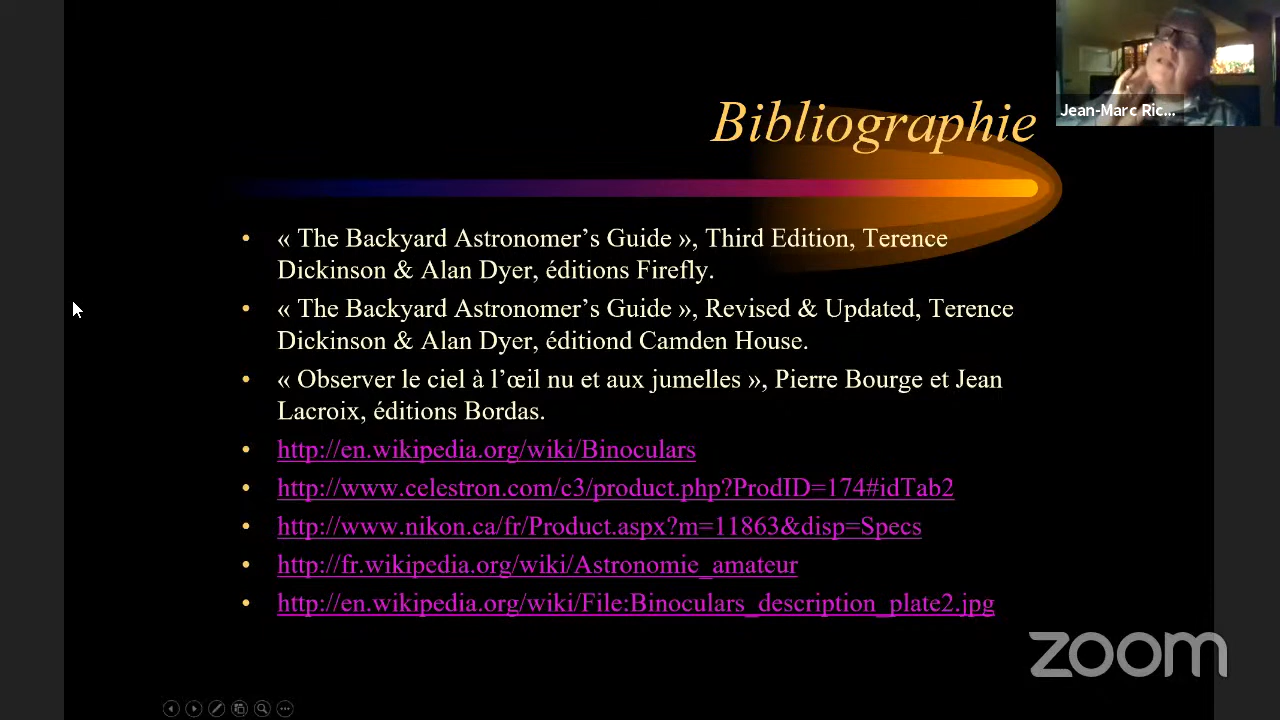 Jean-Marc Ric...
Bibliographie
• « The Backyard Astronomer’s Guide », Third Edition, Terence
Dickinson & Alan Dyer, éditions Firefly.
• « The Backyard Astronomer’s Guide », Revised & Updated, Terence
Dickinson & Alan Dyer, éditiond Camden House.
• « Observer le ciel à l’œil nu et aux jumelles », Pierre Bourge et Jean
Lacroix, éditions Bordas.
• http://en.wikipedia.org/wiki/Binoculars
• http://www.celestron.com/c3/product.php?ProdID=174#idTab2
• http://www.nikon.ca/fr/Product.aspx?m=11863&disp=Specs
• http://fr.wikipedia.org/wiki/Astronomie_amateur
• http://en.wikipedia.org/wiki/File:Binoculars_description_plate2.jpg
zoom